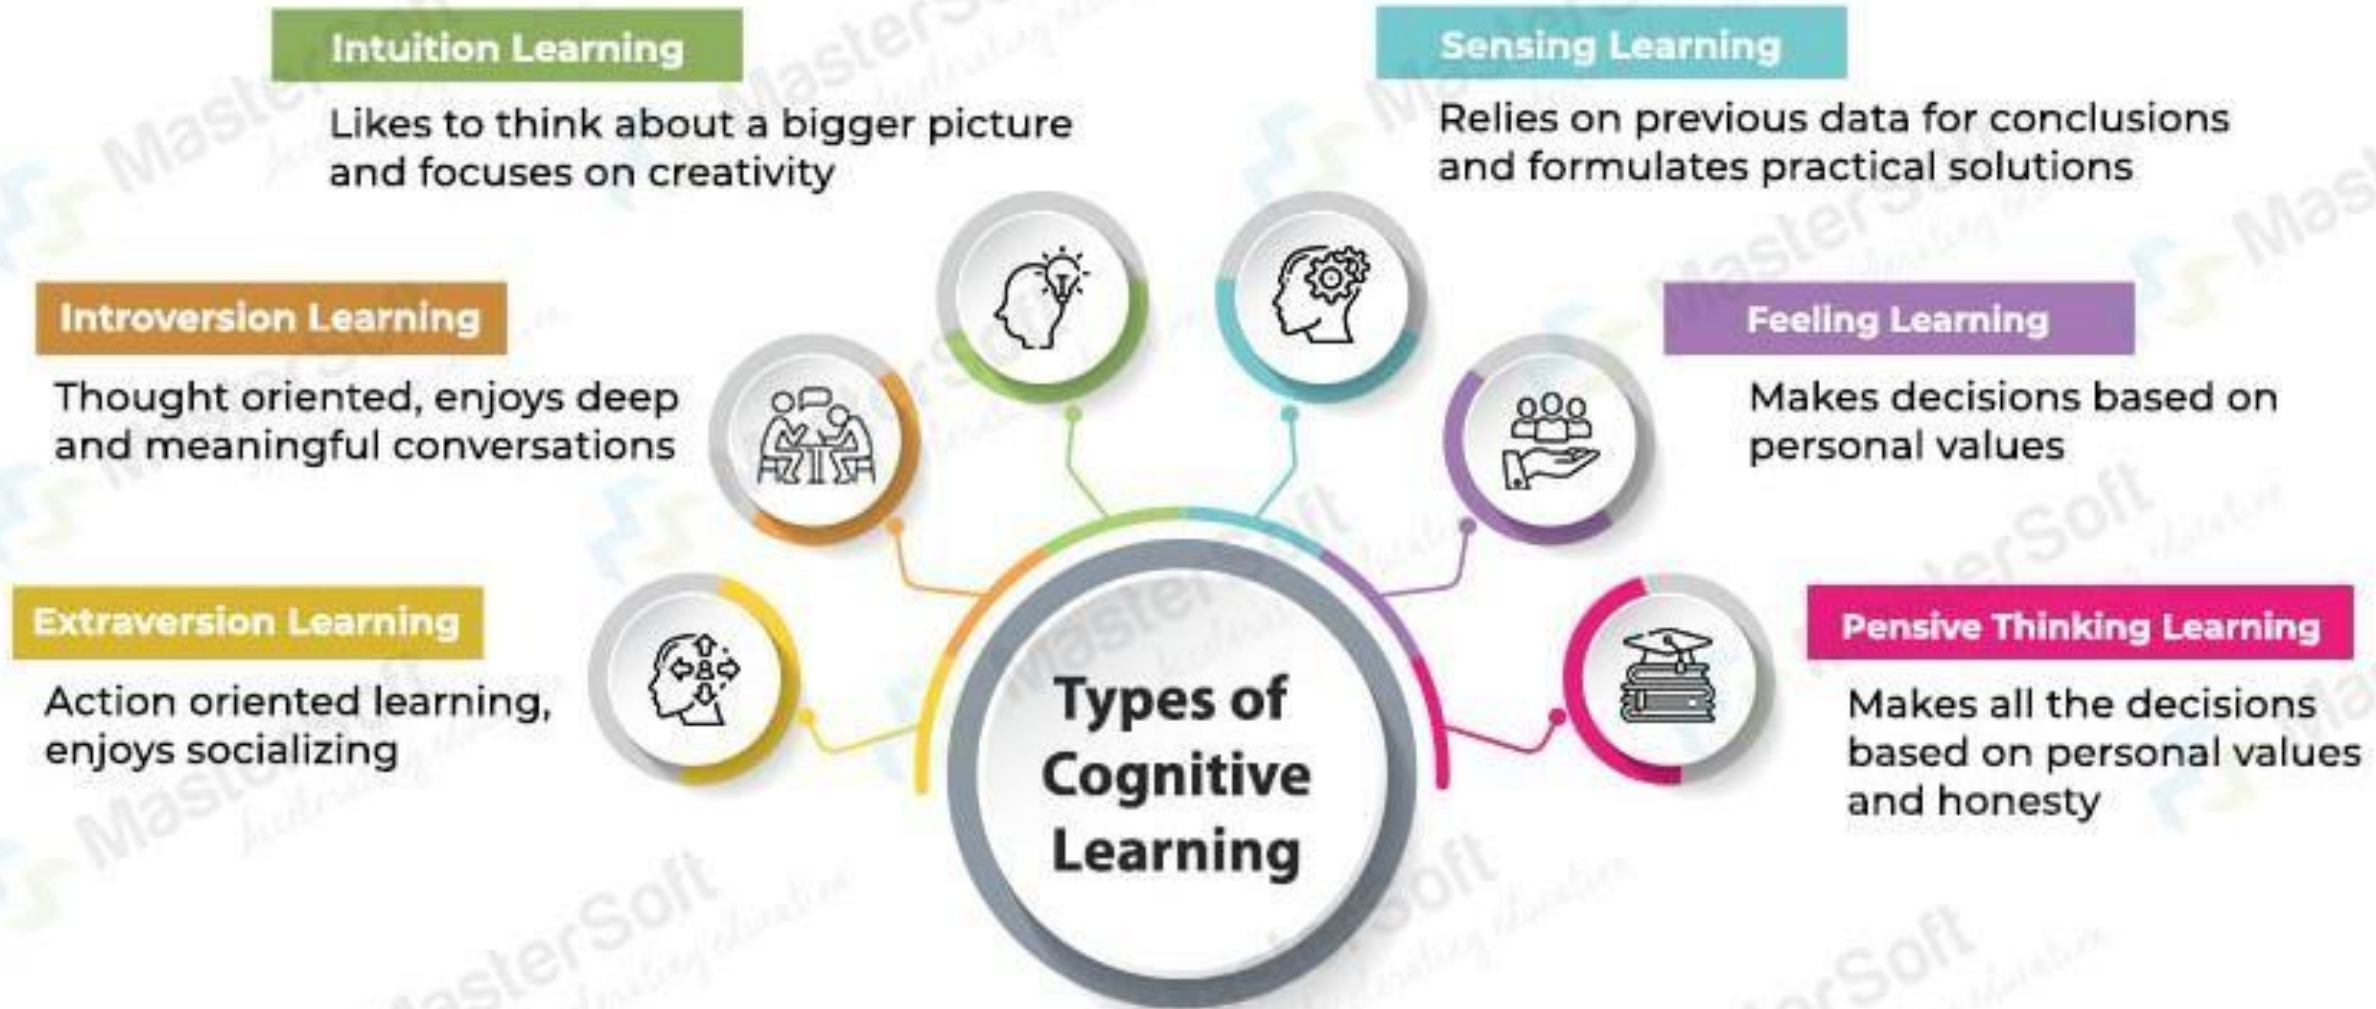 Intuition Learning
Likes to think about a bigger picture
and focuses on creativity
Sensing Learning
Relies on previous data for conclusions
and formulates practical solutions
Introversion Learning
Thought oriented, enjoys deep
and meaningful conversations
Feeling Learning
Makes decisions based on
personal values
Extraversion Learning
Action oriented learning,
enjoys socializing
Pensive Thinking Learning
Makes all the decisions
based on personal values
and honesty
Types of
Cognitive
Learning
MasterSoft